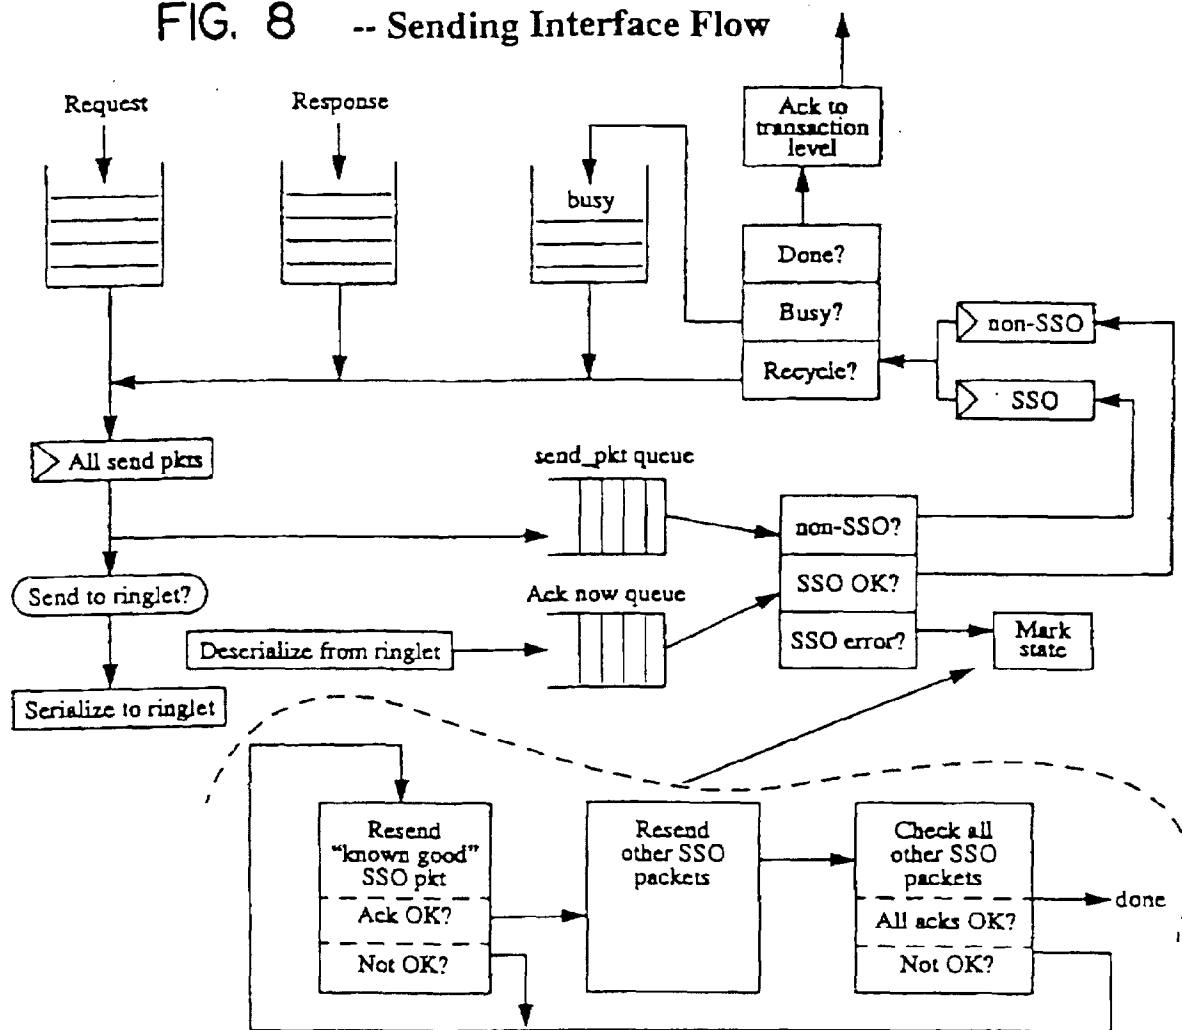 FIG. 8 -- Sending Interface Flow
Request
Response
busy
Ack to
transaction
level
Done?
Busy?
Recycle?
non-SSO
SSO
All send pkts
send_pkt queue
non-SSO?
SSO OK?
SSO error?
Mark
state
Send to ringlet?
Ack now queue
Deserialize from ringlet
Serialize to ringlet
Resend
"known good"
SSO pkt
Ack OK?
Not OK?
Resend
other SSO
packets
Check all
other SSO
packets
All acks OK?
Not OK?
done